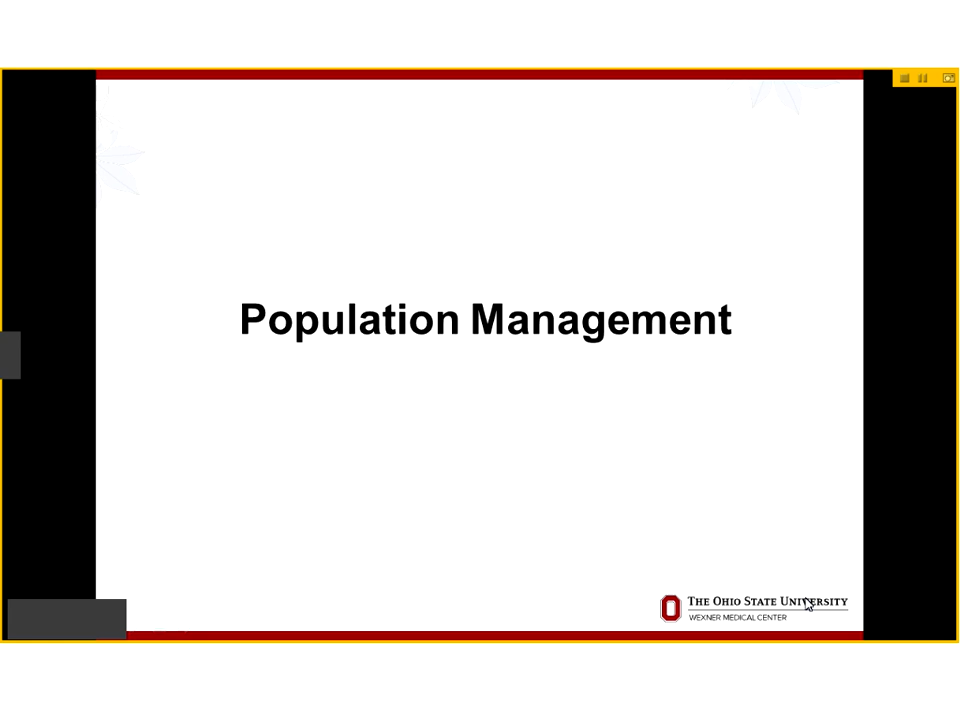 Population Management
The Ohio State University
WEXNER MEDICAL CENTER